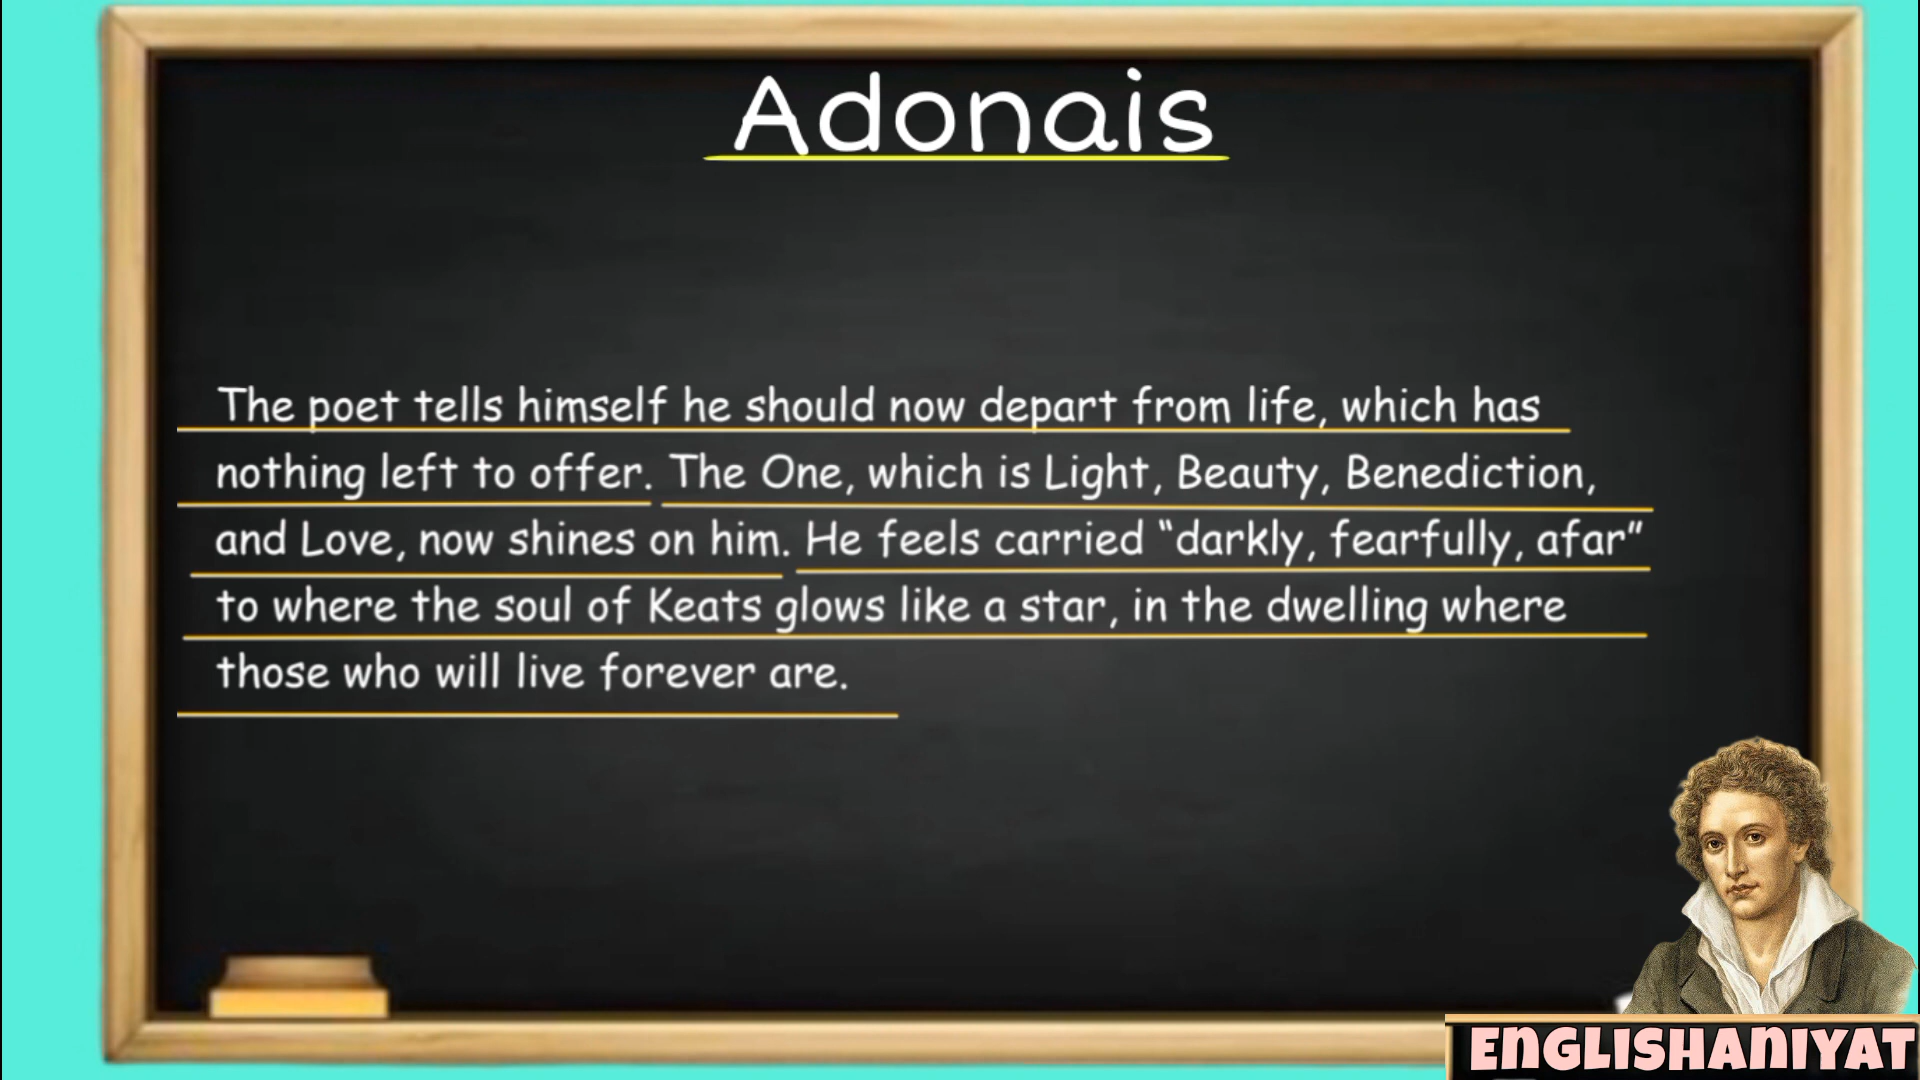 Adonais
The poet tells himself he should now depart from life, which has
nothing left to offer. The One, which is Light, Beauty, Benediction,
and Love, now shines on him. He feels carried “darkly, fearfully, afar”
to where the soul of Keats glows like a star, in the dwelling where
those who will live forever are.
ENGLISHANIYAT